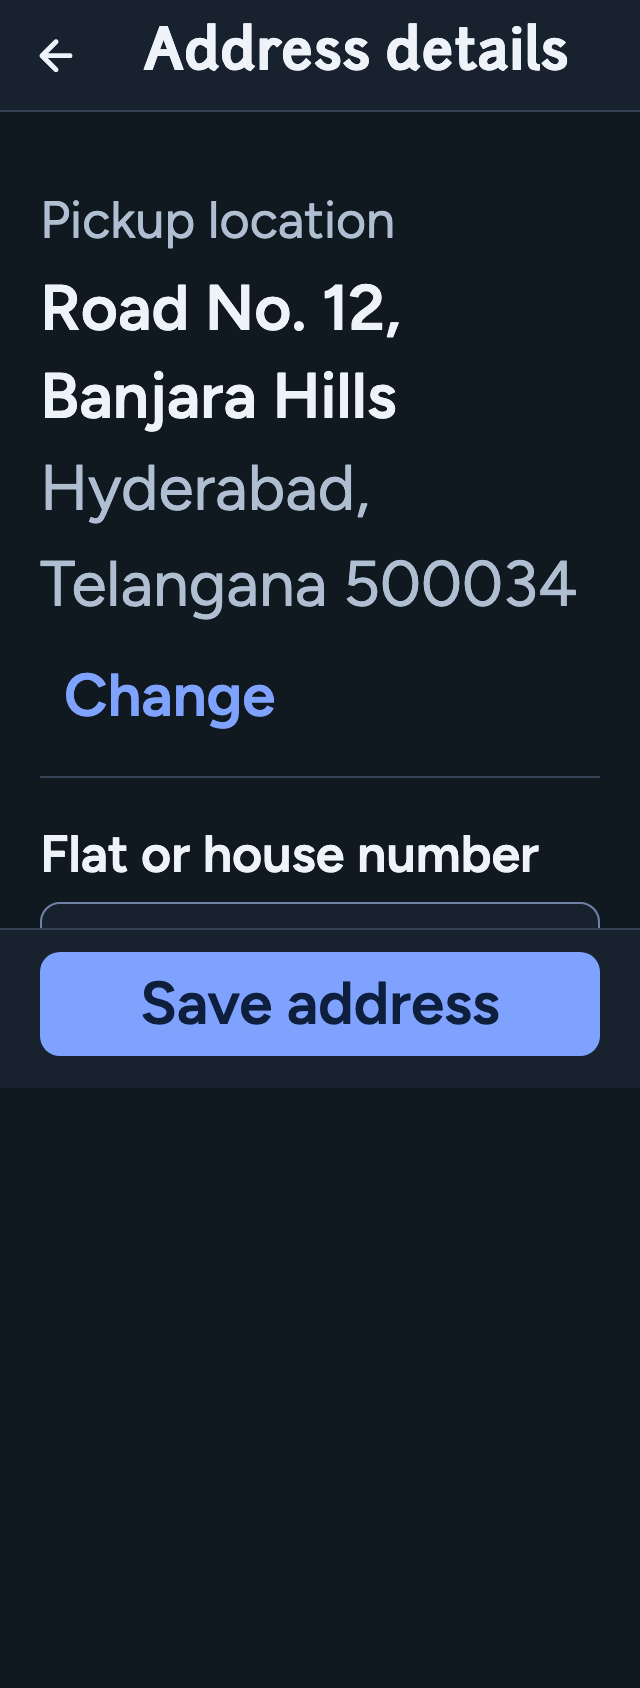 Address details
Pickup location
Road No. 12,
Banjara Hills
Hyderabad,
Telangana 500034
Change
Flat or house number
Save address